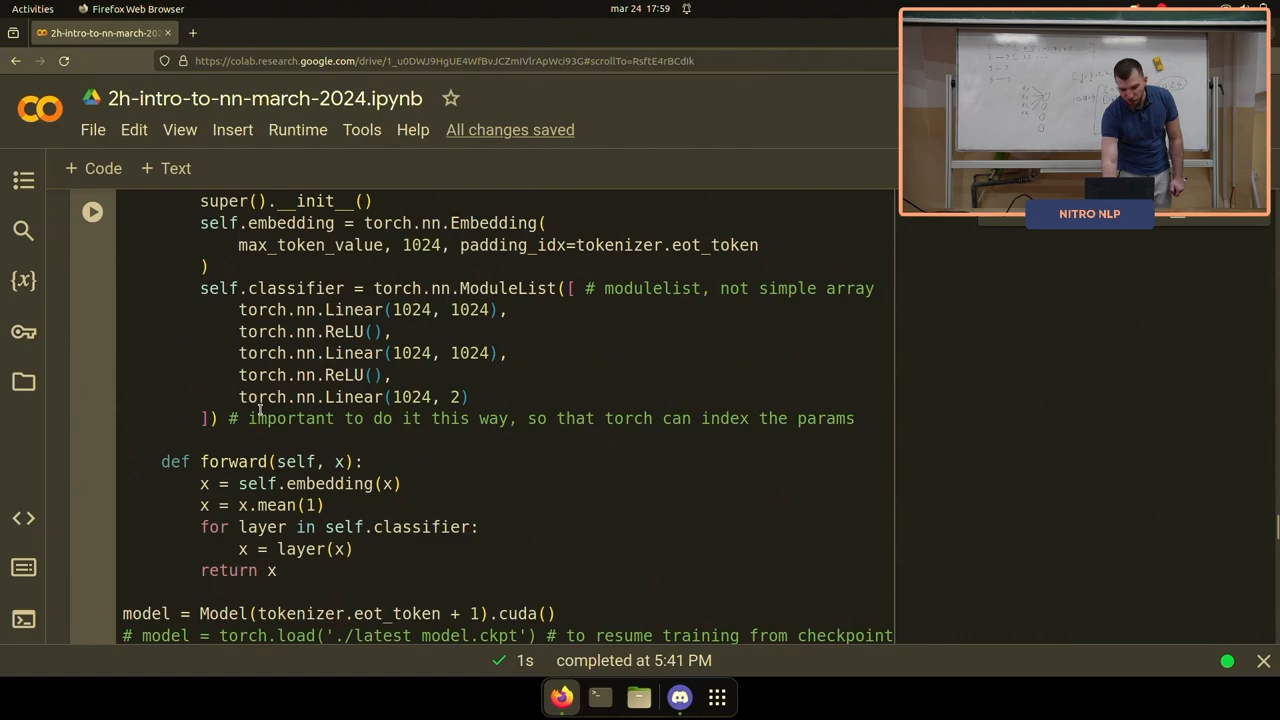 Activities
Firefox Web Browser
mar 24 17:59
2h-intro-to-nn-march-202
https://colab.research.google.com/drive/1_u0DWJ9HgUE4WfBvJCZmIVlrApWci93G#scrollTo=RsftE4rBCdIk
2h-intro-to-nn-march-2024.ipynb
File Edit View Insert Runtime Tools Help All changes saved
+ Code + Text
NITRO NLP
super().__init__()
self.embedding = torch.nn.Embedding(
max_token_value, 1024, padding_idx=tokenizer.eot_token
)
self.classifier = torch.nn.ModuleList([ # modulelist, not simple array
torch.nn.Linear(1024, 1024),
torch.nn.ReLU(),
torch.nn.Linear(1024, 1024),
torch.nn.ReLU(),
torch.nn.Linear(1024, 2)
]) # important to do it this way, so that torch can index the params
def forward(self, x):
x = self.embedding(x)
x = x.mean(1)
for layer in self.classifier:
x = layer(x)
return x
model = Model(tokenizer.eot_token + 1).cuda()
# model = torch.load('./latest_model.ckpt') # to resume training from checkpoint
1s completed at 5:41 PM